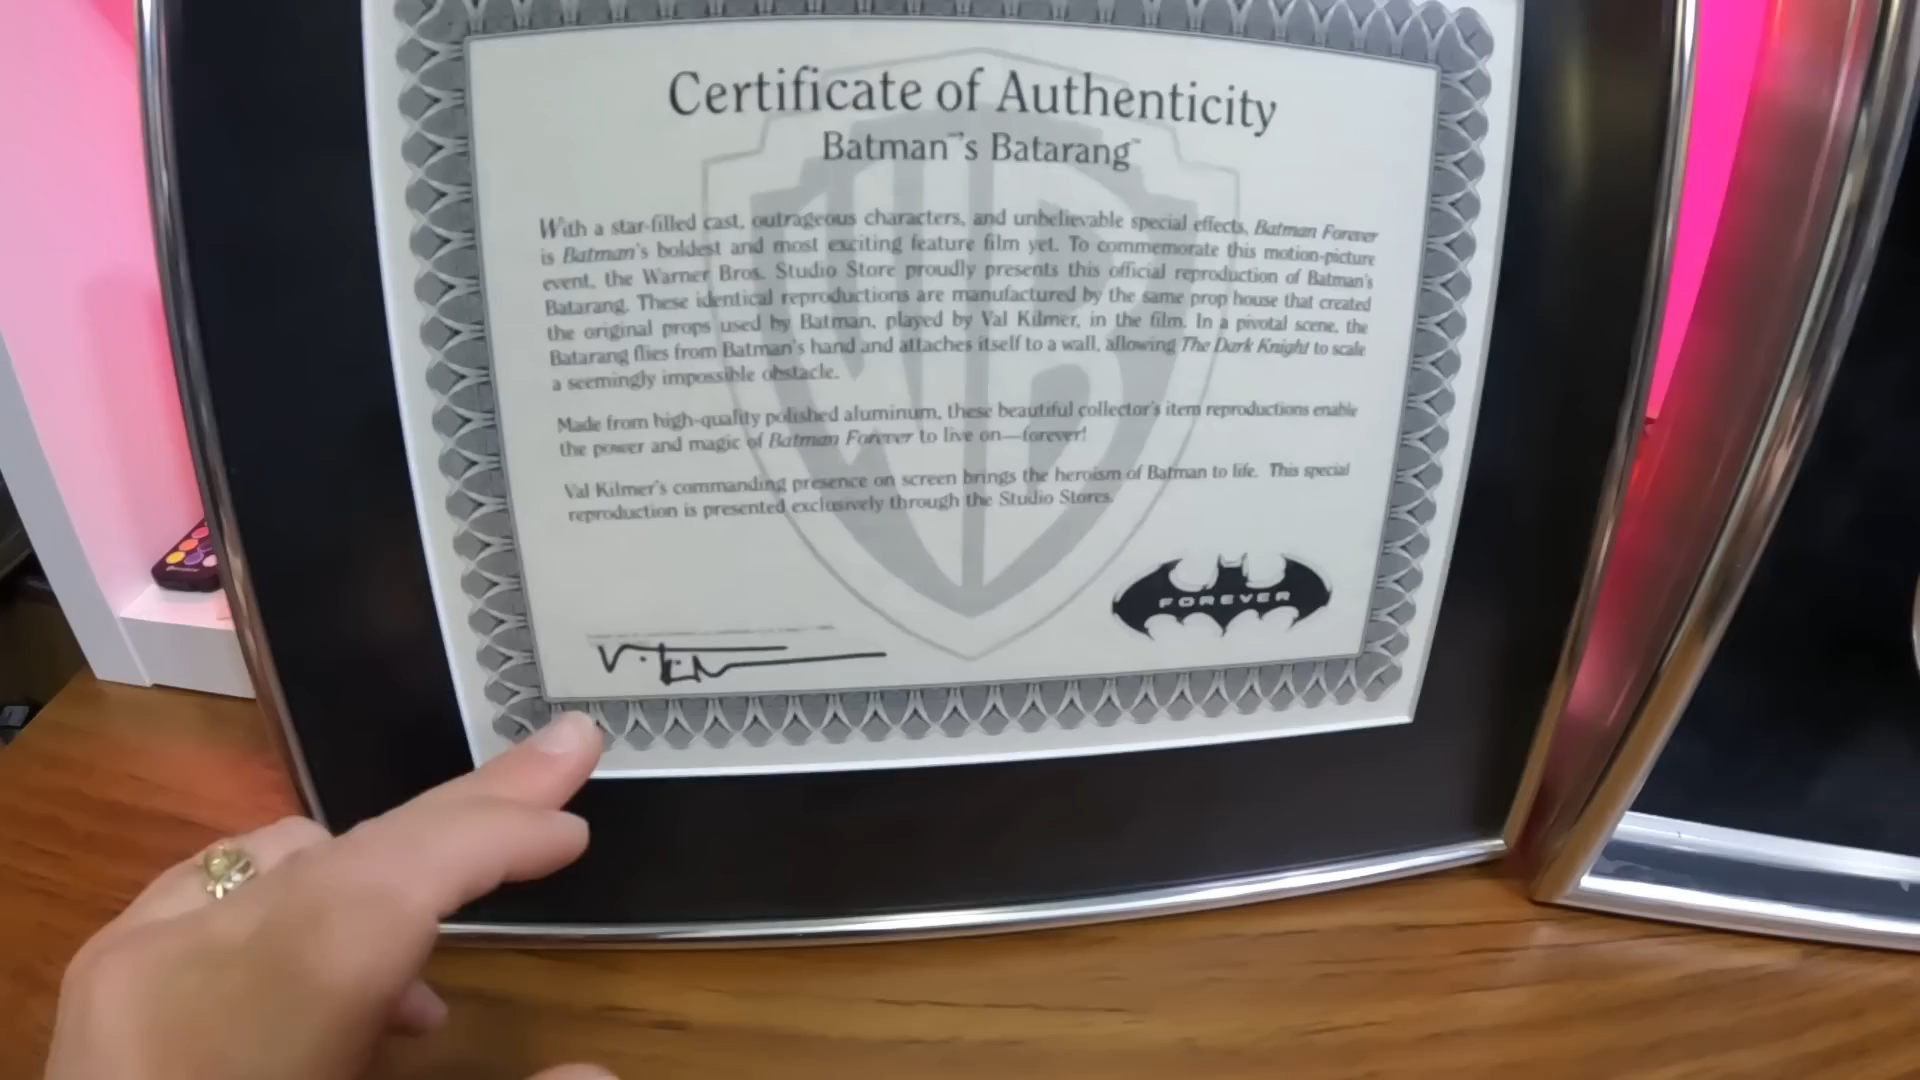 Certificate of Authenticity
Batman™'s Batarang™
With a star-filled cast, outrageous characters, and unbelievable special effects, Batman Forever
is Batman's boldest and most exciting feature film yet. To commemorate this motion-picture
event, the Warner Bros. Studio Store proudly presents this official reproduction of Batman's
Batarang. These identical reproductions are manufactured by the same prop house that created
the original props used by Batman, played by Val Kilmer, in the film. In a pivotal scene, the
Batarang flies from Batman's hand and attaches itself to a wall, allowing The Dark Knight to scale
a seemingly impossible obstacle.
Made from high-quality polished aluminum, these beautiful collector's item reproductions enable
the power and magic of Batman Forever to live on—forever!
Val Kilmer's commanding presence on screen brings the heroism of Batman to life. This special
reproduction is presented exclusively through the Studio Stores.
FOREVER